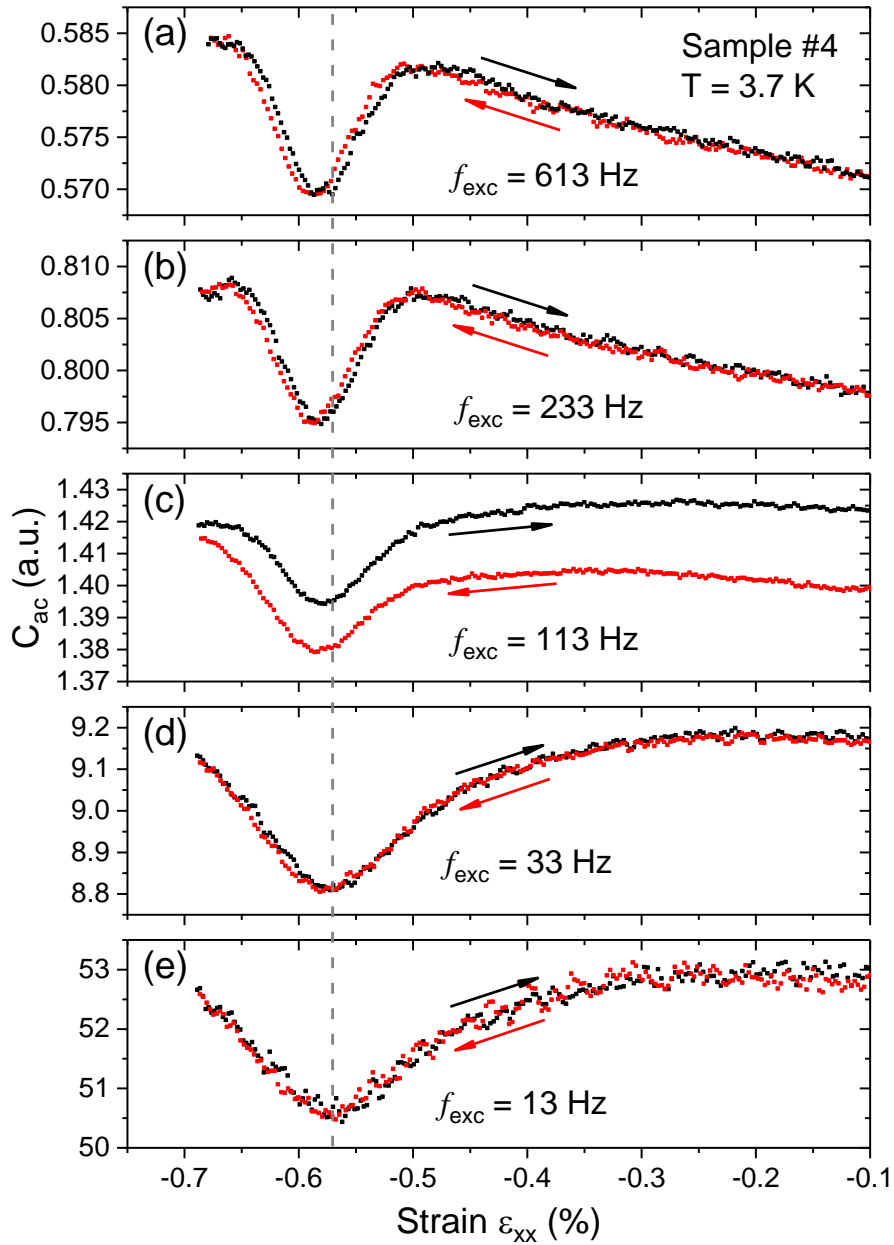 (a)
Sample #4
T = 3.7 K
0.585
0.580
0.575
0.570
f_exc = 613 Hz
(b)
0.810
0.805
0.800
0.795
f_exc = 233 Hz
(c)
1.43
1.42
1.41
1.40
1.39
1.38
1.37
C_ac (a.u.)
f_exc = 113 Hz
(d)
9.2
9.1
9.0
8.9
8.8
f_exc = 33 Hz
(e)
53
52
51
50
f_exc = 13 Hz
-0.7 -0.6 -0.5 -0.4 -0.3 -0.2 -0.1
Strain ε_xx (%)